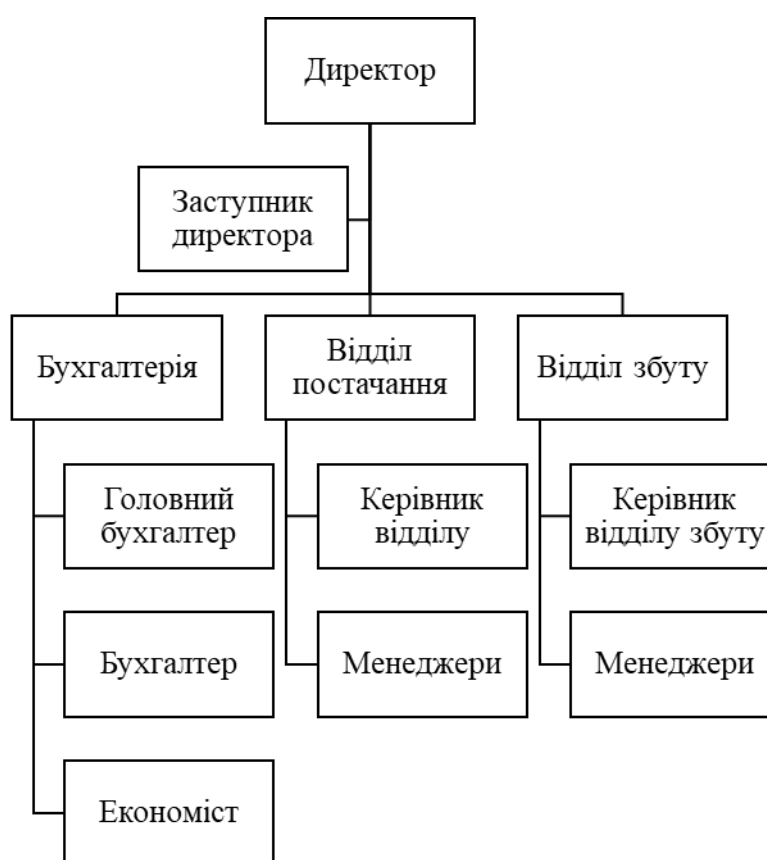 Директор
Заступник
директора
Бухгалтерія
Відділ
постачання
Відділ збуту
Головний
бухгалтер
Керівник
відділу
Керівник
відділу збуту
Бухгалтер
Менеджери
Менеджери
Економіст